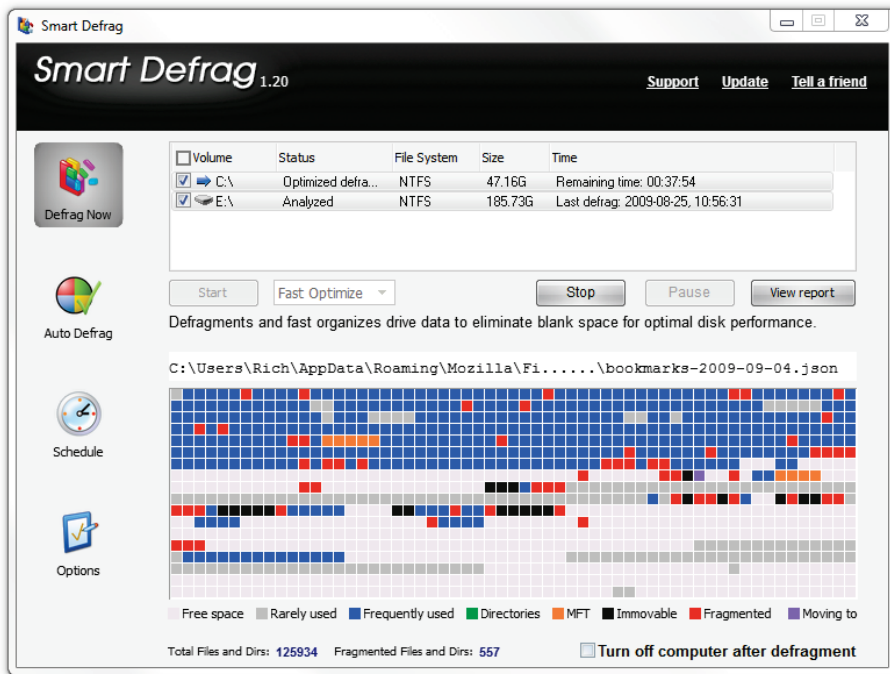 Smart Defrag
Smart Defrag 1.20
Support Update Tell a friend
Volume Status File System Size Time
C:\ Optimized defra... NTFS 47.16G Remaining time: 00:37:54
E:\ Analyzed NTFS 185.73G Last defrag: 2009-08-25, 10:56:31
Defrag Now
Start Fast Optimize Stop Pause View report
Defragments and fast organizes drive data to eliminate blank space for optimal disk performance.
Auto Defrag
C:\Users\Rich\AppData\Roaming\Mozilla\Fi......\bookmarks-2009-09-04.json
Schedule
Options
Free space Rarely used Frequently used Directories MFT Immovable Fragmented Moving to
Total Files and Dirs: 125934 Fragmented Files and Dirs: 557 Turn off computer after defragment